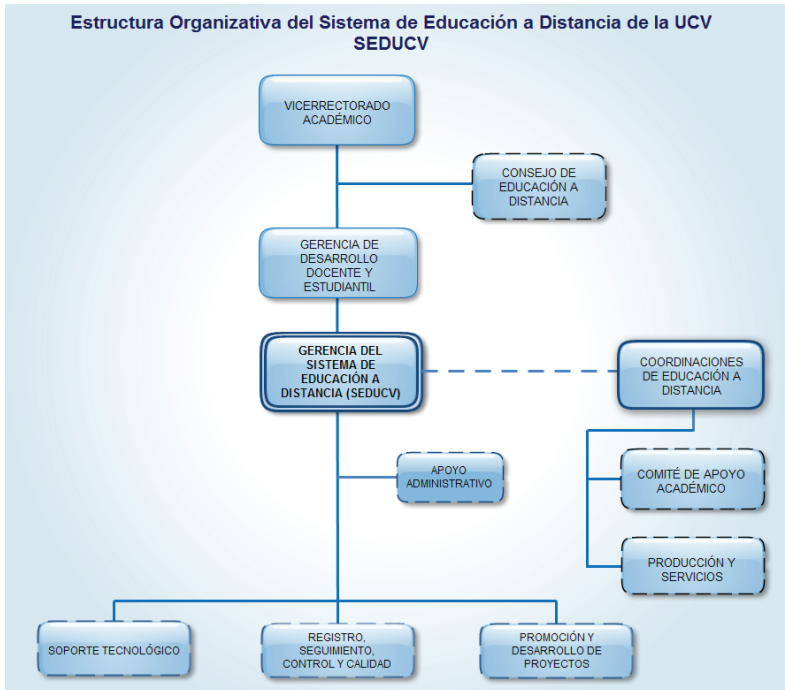 Estructura Organizativa del Sistema de Educación a Distancia de la UCV
SEDUCV
VICERRECTORADO
ACADÉMICO
CONSEJO DE
EDUCACIÓN A
DISTANCIA
GERENCIA DE
DESARROLLO
DOCENTE Y
ESTUDIANTIL
GERENCIA DEL
SISTEMA DE
EDUCACIÓN A
DISTANCIA (SEDUCV)
COORDINACIONES
DE EDUCACIÓN A
DISTANCIA
APOYO
ADMINISTRATIVO
COMITÉ DE APOYO
ACADÉMICO
PRODUCCIÓN Y
SERVICIOS
SOPORTE TECNOLÓGICO
REGISTRO,
SEGUIMIENTO,
CONTROL Y CALIDAD
PROMOCIÓN Y
DESARROLLO DE
PROYECTOS